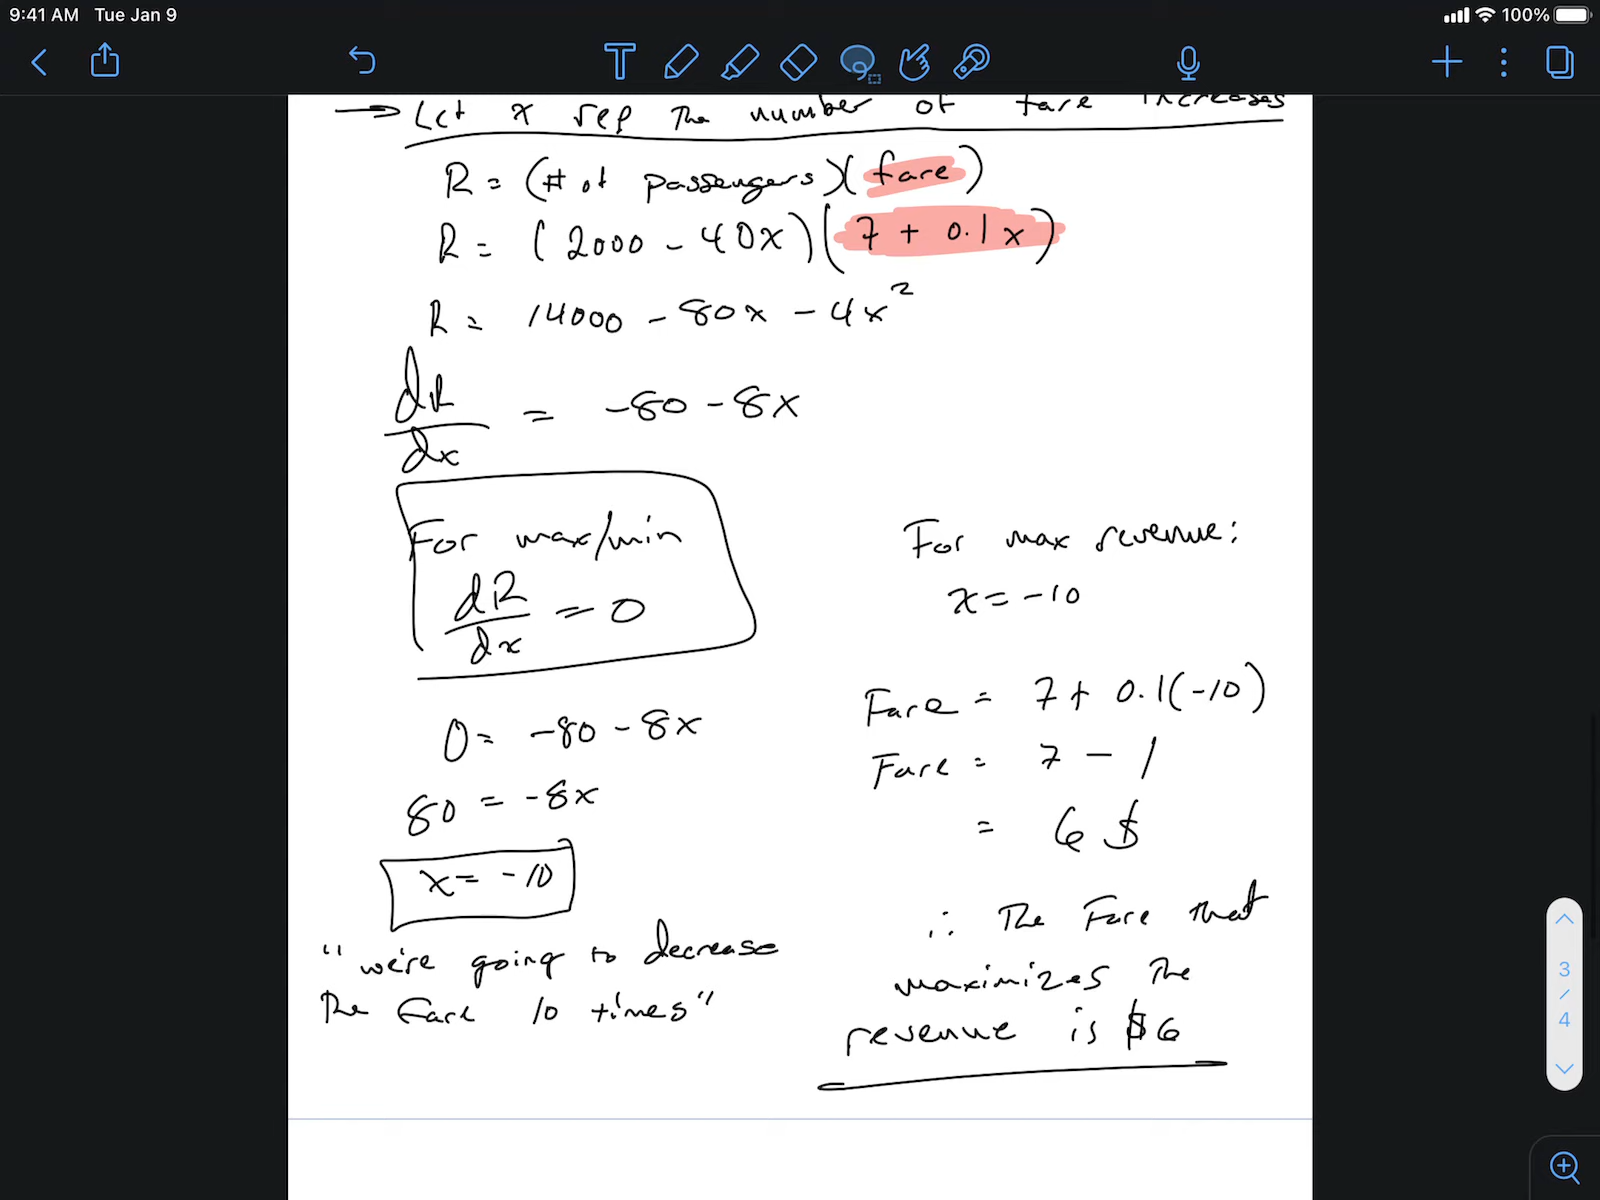 9:41 AM Tue Jan 9
100%
→ Let x rep the number of fare increases
R = (# of passengers)(fare)
R = (2000 - 40x)(7 + 0.1x)
R = 14000 - 80x - 4x²
dR/dx = -80 - 8x
For max/min
dR/dx = 0
0 = -80 - 8x
80 = -8x
x = -10
"we're going to decrease
the fare 10 times"
For max revenue:
x = -10
Fare = 7 + 0.1(-10)
Fare = 7 - 1
= 6 $
∴ The Fare that
maximizes the
revenue is $6
3
/
4